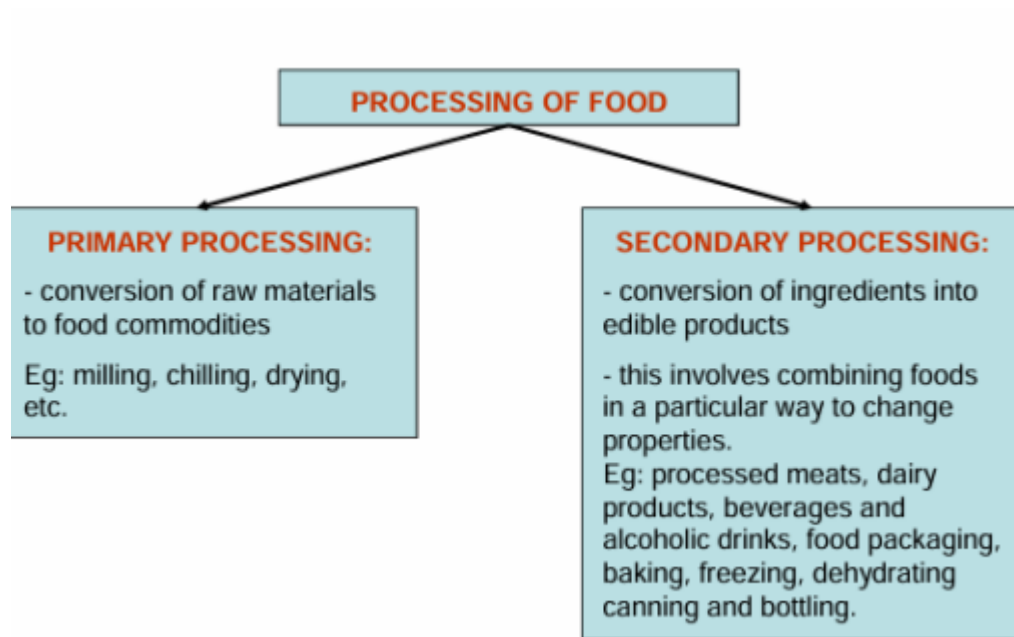 PROCESSING OF FOOD
PRIMARY PROCESSING:
- conversion of raw materials
to food commodities
Eg: milling, chilling, drying,
etc.
SECONDARY PROCESSING:
- conversion of ingredients into
edible products
- this involves combining foods
in a particular way to change
properties.
Eg: processed meats, dairy
products, beverages and
alcoholic drinks, food packaging,
baking, freezing, dehydrating
canning and bottling.